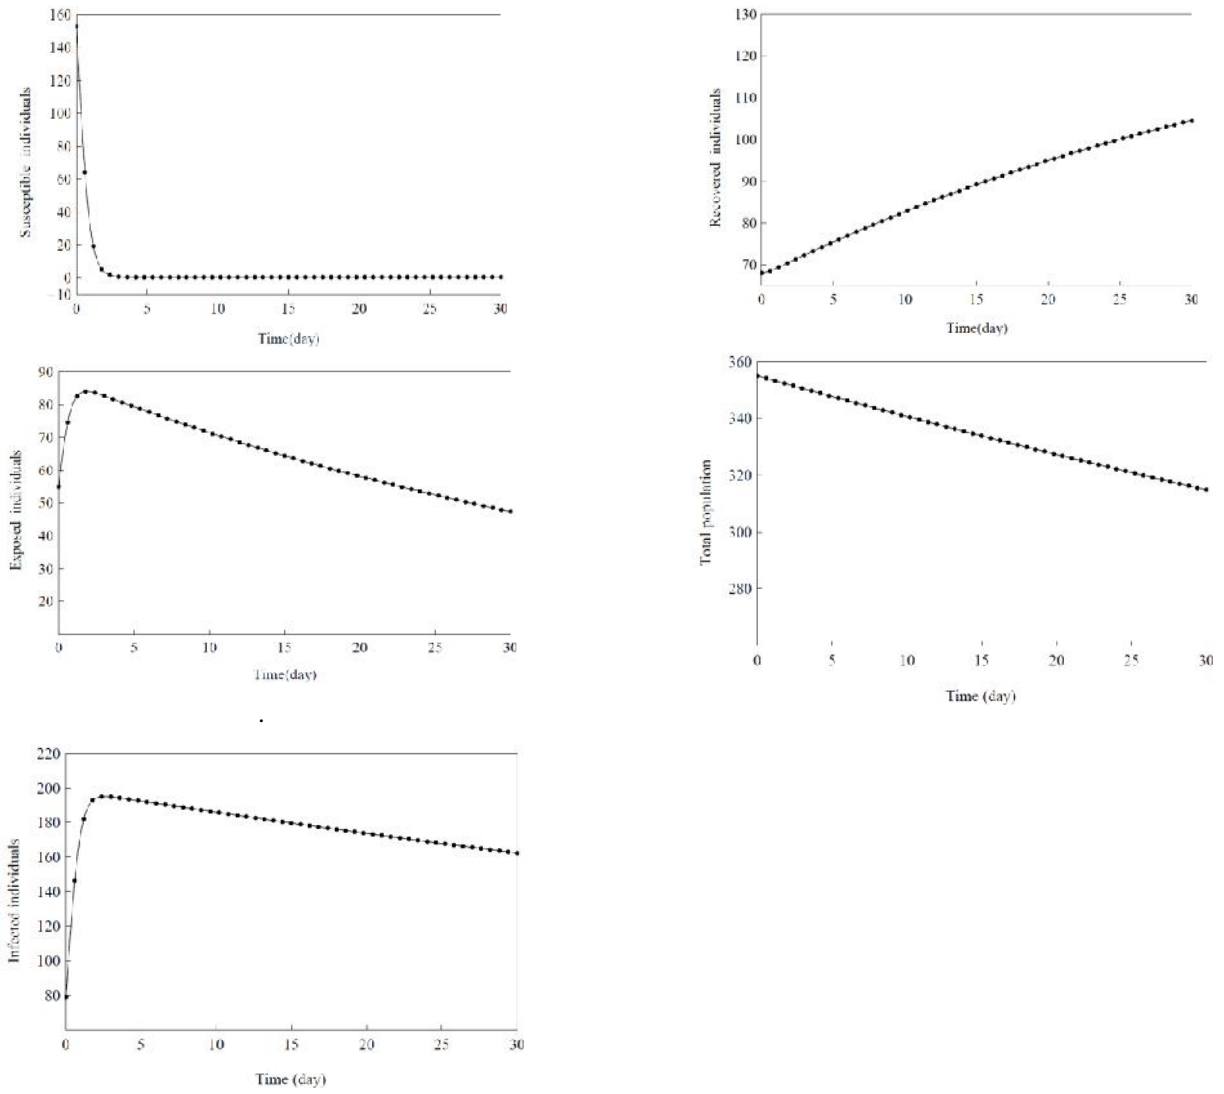 160
140
120
100
80
60
40
20
0
−10
Susceptible individuals
0 5 10 15 20 25 30
Time(day)
130
120
110
100
90
80
70
Recovered individuals
0 5 10 15 20 25 30
Time(day)
90
80
70
60
50
40
30
20
Exposed individuals
0 5 10 15 20 25 30
Time(day)
360
340
320
300
280
Total population
0 5 10 15 20 25 30
Time (day)
220
200
180
160
140
120
100
80
Infected individuals
0 5 10 15 20 25 30
Time (day)